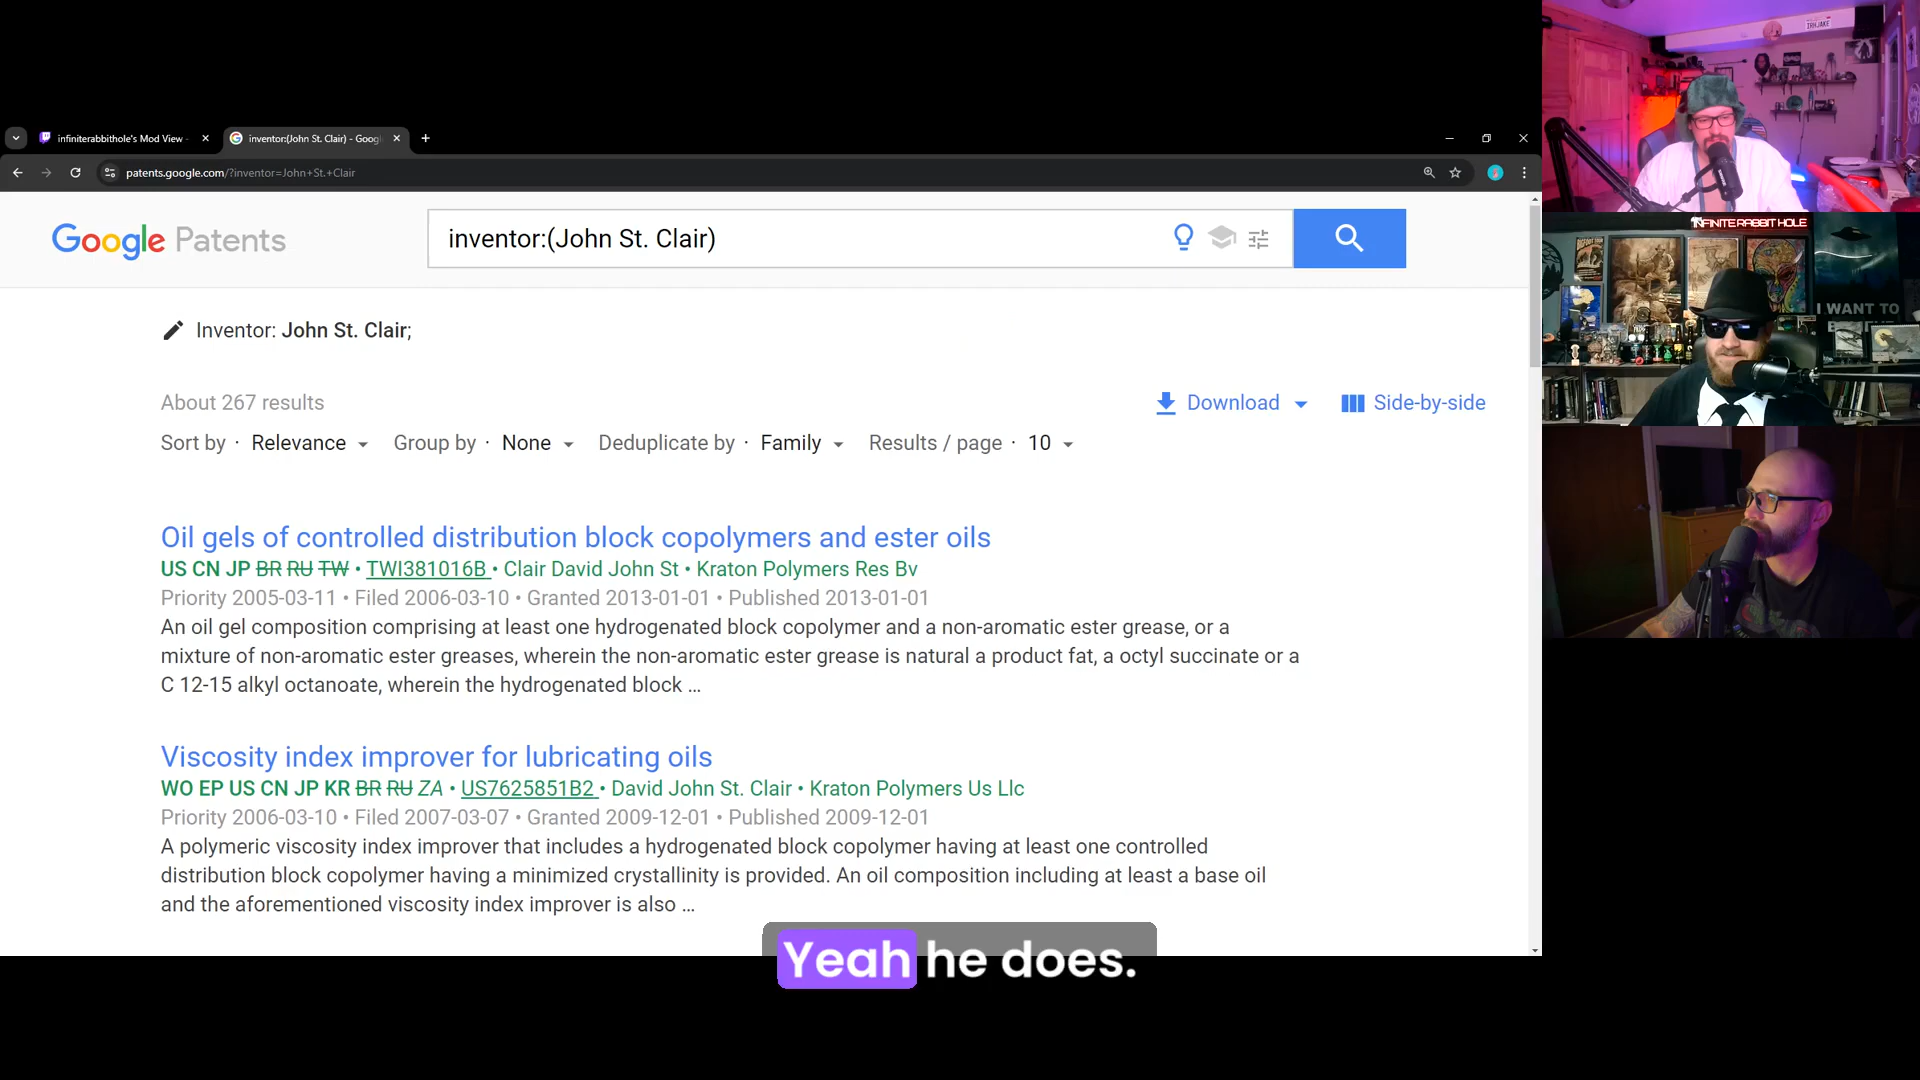 infiniterabbithole's Mod View -
inventor:(John St. Clair) - Googl
patents.google.com/?inventor=John+St.+Clair
Google Patents
inventor:(John St. Clair)
Inventor: John St. Clair;
About 267 results
Download
Side-by-side
Sort by · Relevance Group by · None Deduplicate by · Family Results / page · 10
Oil gels of controlled distribution block copolymers and ester oils
US CN JP BR RU TW • TWI381016B • Clair David John St • Kraton Polymers Res Bv
Priority 2005-03-11 • Filed 2006-03-10 • Granted 2013-01-01 • Published 2013-01-01
An oil gel composition comprising at least one hydrogenated block copolymer and a non-aromatic ester grease, or a
mixture of non-aromatic ester greases, wherein the non-aromatic ester grease is natural a product fat, a octyl succinate or a
C 12-15 alkyl octanoate, wherein the hydrogenated block ...
Viscosity index improver for lubricating oils
WO EP US CN JP KR BR RU ZA • US7625851B2 • David John St. Clair • Kraton Polymers Us Llc
Priority 2006-03-10 • Filed 2007-03-07 • Granted 2009-12-01 • Published 2009-12-01
A polymeric viscosity index improver that includes a hydrogenated block copolymer having at least one controlled
distribution block copolymer having a minimized crystallinity is provided. An oil composition including at least a base oil
and the aforementioned viscosity index improver is also ...
Yeah he does.
INFINITE RABBIT HOLE
I WANT TO